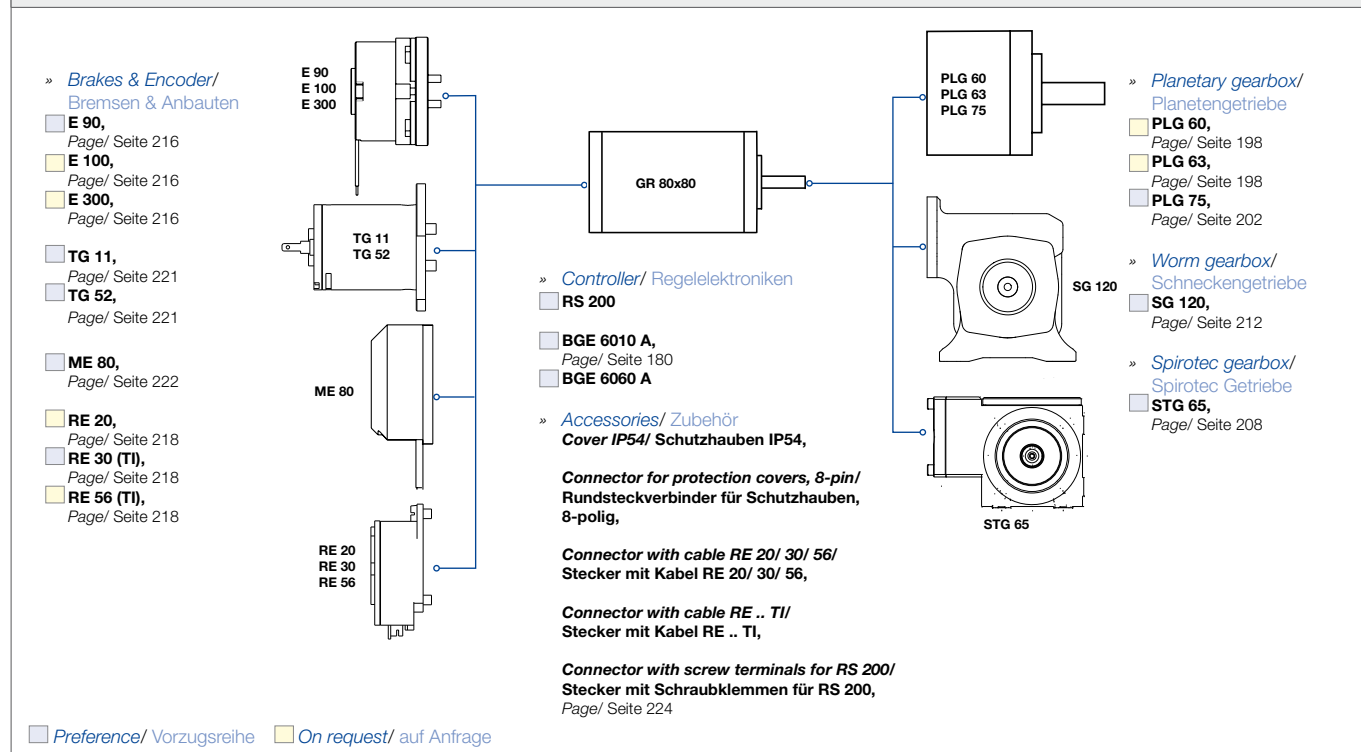 » Brakes & Encoder/
Bremsen & Anbauten
E 90,
Page/ Seite 216
E 100,
Page/ Seite 216
E 300,
Page/ Seite 216
TG 11,
Page/ Seite 221
TG 52,
Page/ Seite 221
ME 80,
Page/ Seite 222
RE 20,
Page/ Seite 218
RE 30 (TI),
Page/ Seite 218
RE 56 (TI),
Page/ Seite 218
E 90
E 100
E 300
TG 11
TG 52
ME 80
RE 20
RE 30
RE 56
GR 80x80
» Controller/ Regelelektroniken
RS 200
BGE 6010 A,
Page/ Seite 180
BGE 6060 A
» Accessories/ Zubehör
Cover IP54/ Schutzhauben IP54,
Connector for protection covers, 8-pin/
Rundsteckverbinder für Schutzhauben,
8-polig,
Connector with cable RE 20/ 30/ 56/
Stecker mit Kabel RE 20/ 30/ 56,
Connector with cable RE .. TI/
Stecker mit Kabel RE .. TI,
Connector with screw terminals for RS 200/
Stecker mit Schraubklemmen für RS 200,
Page/ Seite 224
PLG 60
PLG 63
PLG 75
SG 120
STG 65
» Planetary gearbox/
Planetengetriebe
PLG 60,
Page/ Seite 198
PLG 63,
Page/ Seite 198
PLG 75,
Page/ Seite 202
» Worm gearbox/
Schneckengetriebe
SG 120,
Page/ Seite 212
» Spirotec gearbox/
Spirotec Getriebe
STG 65,
Page/ Seite 208
Preference/ Vorzugsreihe On request/ auf Anfrage